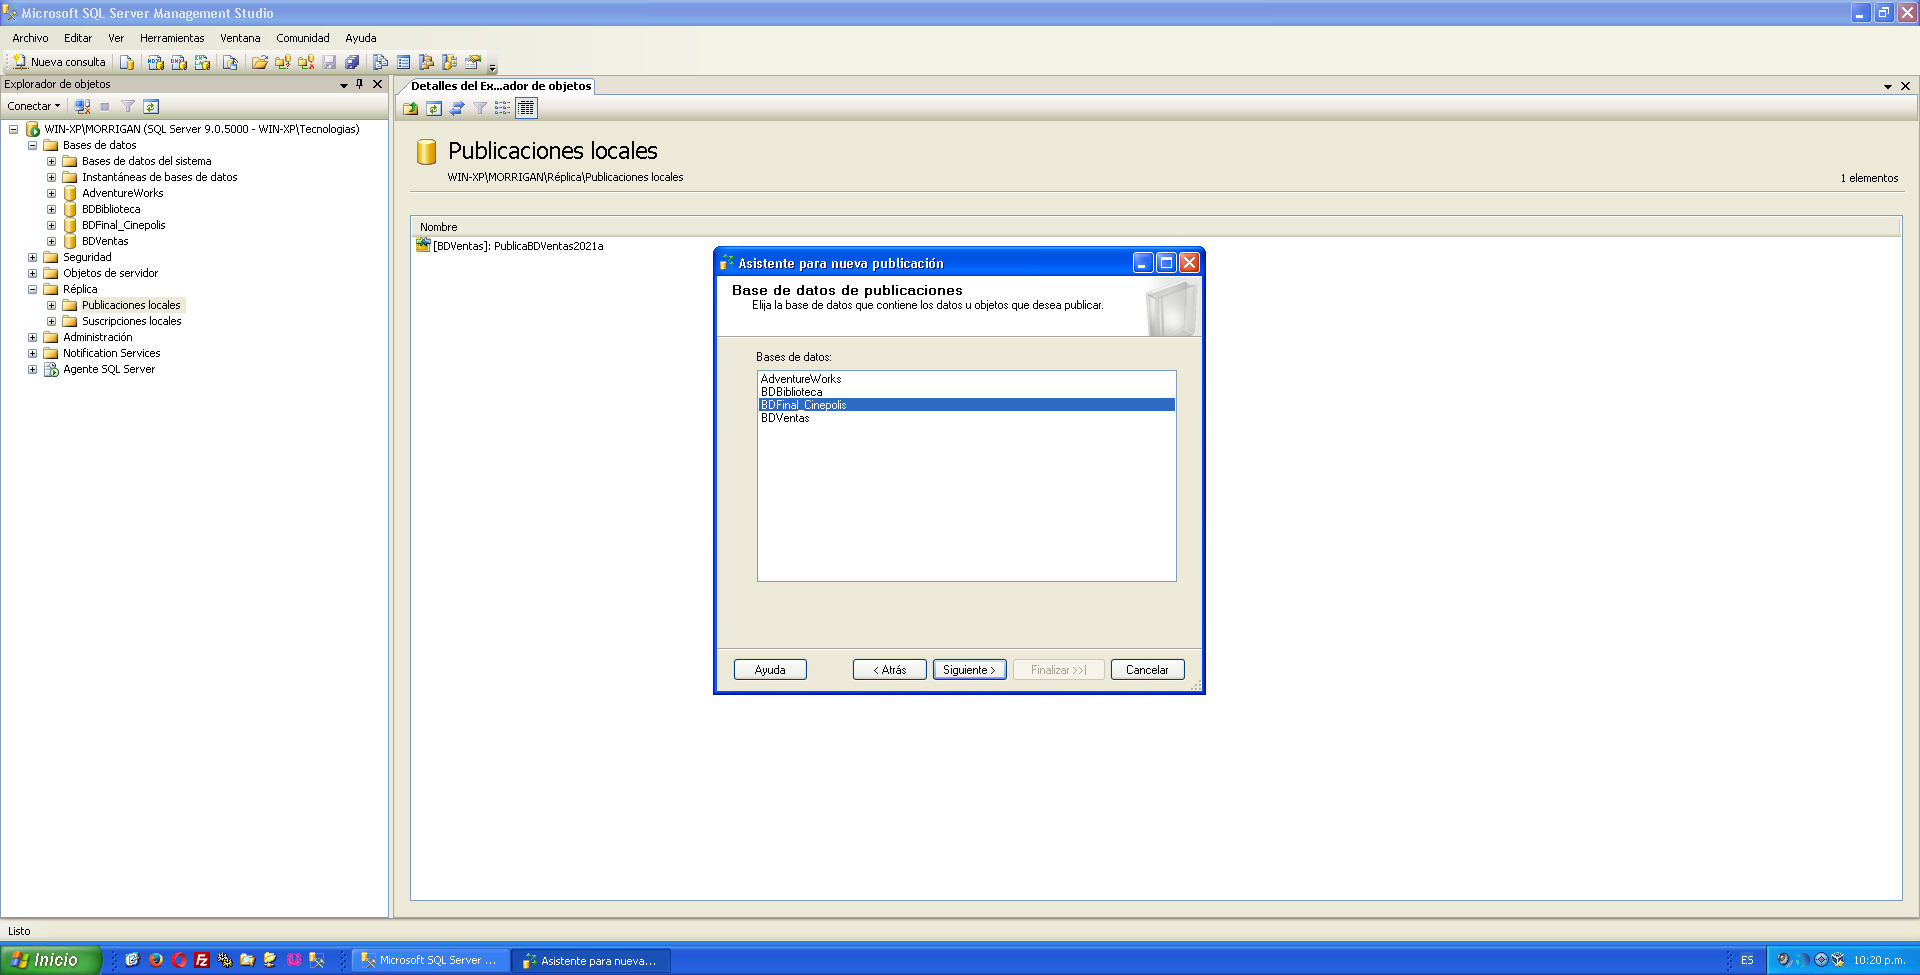 Microsoft SQL Server Management Studio
Archivo Editar Ver Herramientas Ventana Comunidad Ayuda
Nueva consulta
Explorador de objetos
Conectar
WIN-XP\MORRIGAN (SQL Server 9.0.5000 - WIN-XP\Tecnologias)
Bases de datos
Bases de datos del sistema
Instantáneas de bases de datos
AdventureWorks
BDBiblioteca
BDFinal_Cinepolis
BDVentas
Seguridad
Objetos de servidor
Réplica
Publicaciones locales
Suscripciones locales
Administración
Notification Services
Agente SQL Server
Detalles del Ex...ador de objetos
Publicaciones locales
WIN-XP\MORRIGAN\Réplica\Publicaciones locales
1 elementos
Nombre
[BDVentas]: PublicaBDVentas2021a
Asistente para nueva publicación
Base de datos de publicaciones
Elija la base de datos que contiene los datos u objetos que desea publicar.
Bases de datos:
AdventureWorks
BDBiblioteca
BDFinal_Cinepolis
BDVentas
Ayuda < Atrás Siguiente > Finalizar >>| Cancelar
Listo
Inicio
Microsoft SQL Server ...
Asistente para nueva...
ES
10:20 p.m.